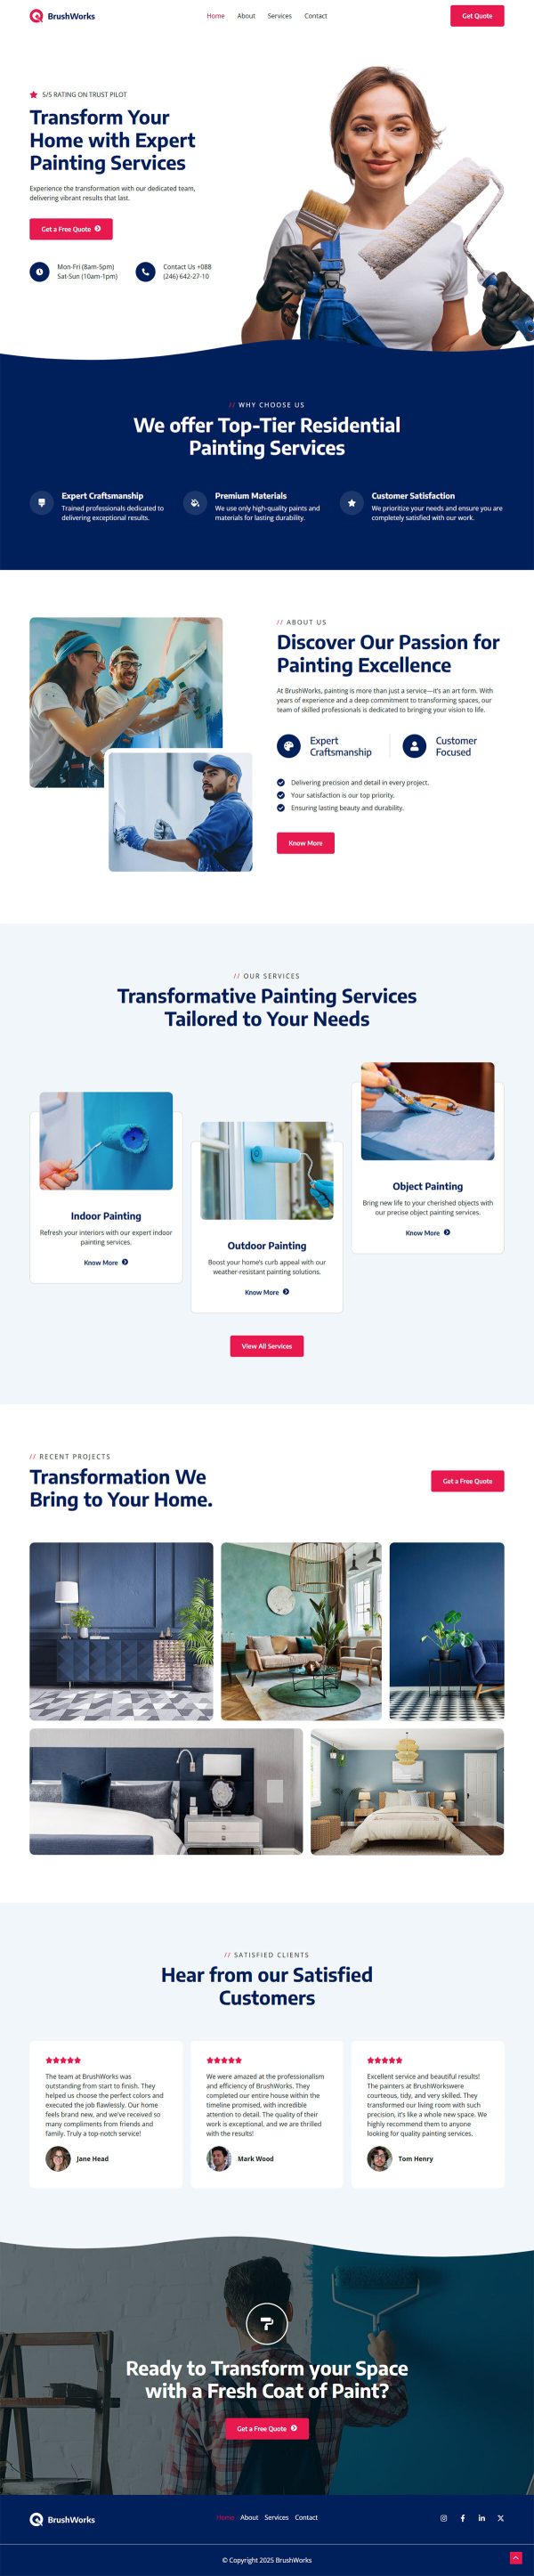 BrushWorks
Home About Services Contact
Get Quote
5/5 RATING ON TRUST PILOT
Transform Your
Home with Expert
Painting Services
Experience the transformation with our dedicated team,
delivering vibrant results that last.
Get a Free Quote
Mon-Fri (8am-5pm)
Sat-Sun (10am-1pm)
Contact Us +088
(246) 642-27-10
// WHY CHOOSE US
We offer Top-Tier Residential
Painting Services
Expert Craftsmanship
Trained professionals dedicated to
delivering exceptional results.
Premium Materials
We use only high-quality paints and
materials for lasting durability.
Customer Satisfaction
We prioritize your needs and ensure you are
completely satisfied with our work.
// ABOUT US
Discover Our Passion for
Painting Excellence
At BrushWorks, painting is more than just a service—it's an art form. With
years of experience and a deep commitment to transforming spaces, our
team of skilled professionals is dedicated to bringing your vision to life.
Expert
Craftsmanship
Customer
Focused
Delivering precision and detail in every project.
Your satisfaction is our top priority.
Ensuring lasting beauty and durability.
Know More
// OUR SERVICES
Transformative Painting Services
Tailored to Your Needs
Indoor Painting
Refresh your interiors with our expert indoor
painting services.
Know More
Outdoor Painting
Boost your home's curb appeal with our
weather-resistant painting solutions.
Know More
Object Painting
Bring new life to your cherished objects with
our precise object painting services.
Know More
View All Services
// RECENT PROJECTS
Transformation We
Bring to Your Home.
Get a Free Quote
// SATISFIED CLIENTS
Hear from our Satisfied
Customers
The team at BrushWorks was
outstanding from start to finish. They
helped us choose the perfect colors and
executed the job flawlessly. Our home
feels brand new, and we've received so
many compliments from friends and
family. Truly a top-notch service!
Jane Head
We were amazed at the professionalism
and efficiency of BrushWorks. They
completed our entire house within the
timeline promised, with incredible
attention to detail. The quality of their
work is exceptional, and we are thrilled
with the results!
Mark Wood
Excellent service and beautiful results!
The painters at BrushWorkswere
courteous, tidy, and very skilled. They
transformed our living room with such
precision, it's like a whole new space. We
highly recommend them to anyone
looking for quality painting services.
Tom Henry
Ready to Transform your Space
with a Fresh Coat of Paint?
Get a Free Quote
BrushWorks
Home About Services Contact
© Copyright 2025 BrushWorks